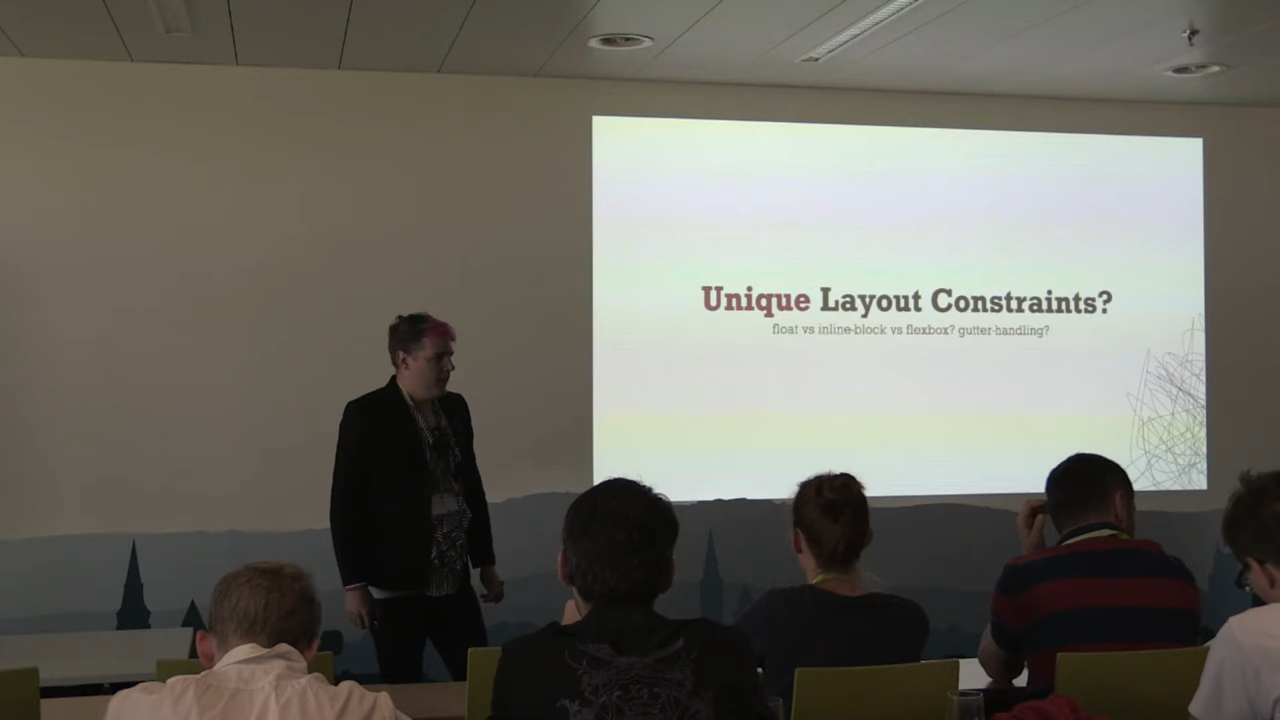 Unique Layout Constraints?
float vs inline-block vs flexbox? gutter-handling?